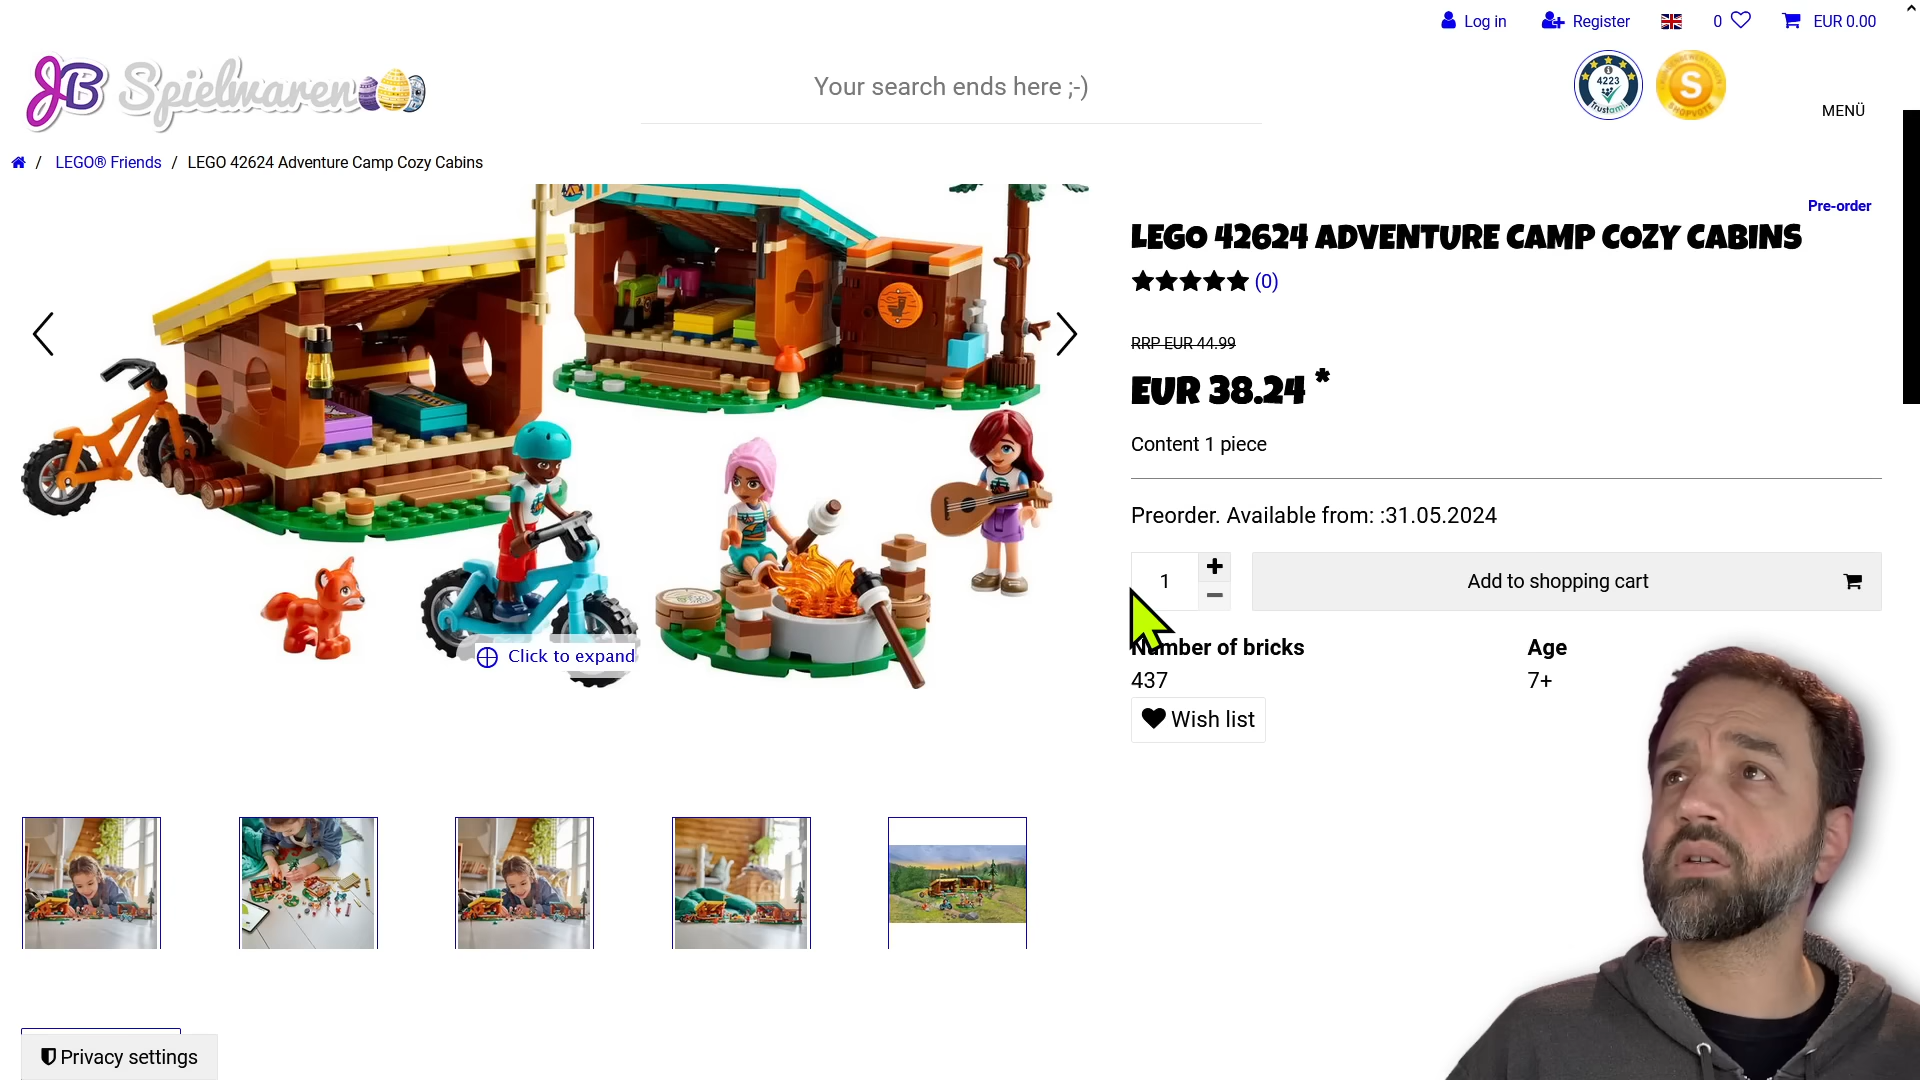 Log in
Register
0
EUR 0.00
JB Spielwaren
Your search ends here ;-)
4223
Trustami
S
SHOPVOTE
MENÜ
/ LEGO® Friends / LEGO 42624 Adventure Camp Cozy Cabins
Pre-order
LEGO 42624 ADVENTURE CAMP COZY CABINS
(0)
RRP EUR 44.99
EUR 38.24 *
Content 1 piece
Preorder. Available from: :31.05.2024
1
Add to shopping cart
Number of bricks
437
Age
7+
Click to expand
Wish list
Privacy settings